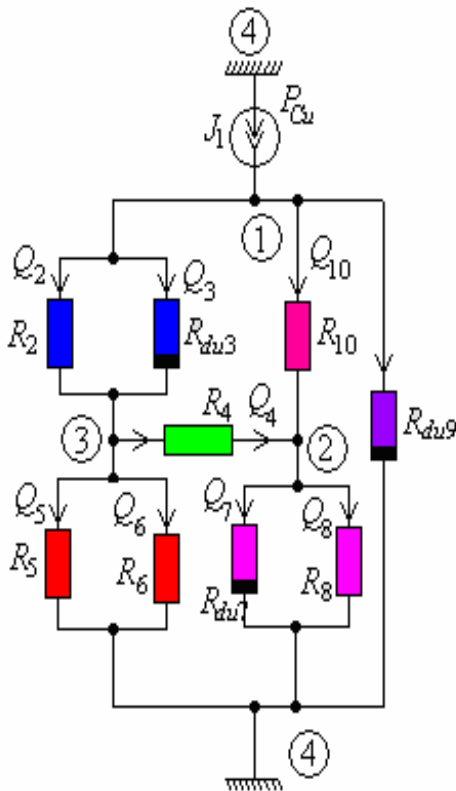 ④
P_Cu
J_1
①
Q_2 Q_3 Q_10
R_2 R_du3 R_10
R_4 Q_4
③ ② R_du9
Q_5 Q_6 Q_7 Q_8
R_5 R_6 R_du7 R_8
④